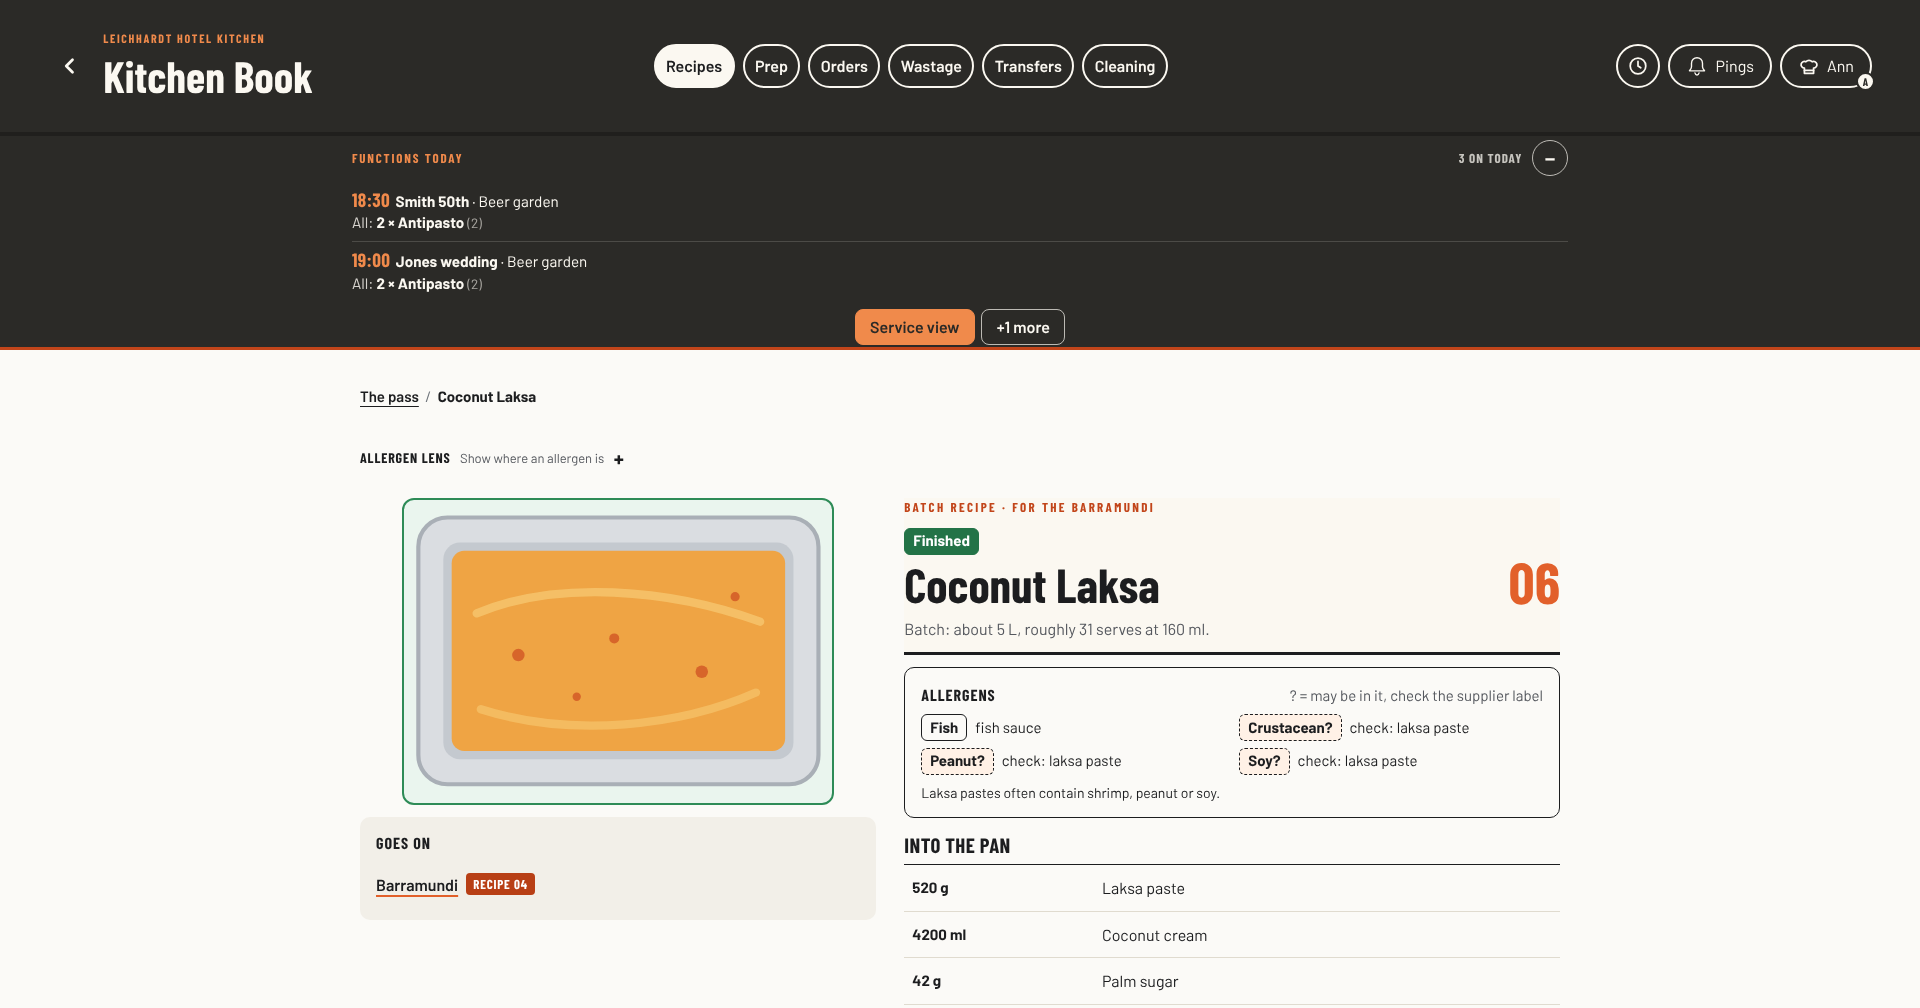 LEICHHARDT HOTEL KITCHEN
Kitchen Book
Recipes Prep Orders Wastage Transfers Cleaning
Pings Ann
A
FUNCTIONS TODAY
3 ON TODAY
18:30 Smith 50th · Beer garden
All: 2 × Antipasto (2)
19:00 Jones wedding · Beer garden
All: 2 × Antipasto (2)
Service view +1 more
The pass / Coconut Laksa
ALLERGEN LENS Show where an allergen is +
GOES ON
Barramundi RECIPE 04
BATCH RECIPE · FOR THE BARRAMUNDI
Finished
Coconut Laksa 06
Batch: about 5 L, roughly 31 serves at 160 ml.
ALLERGENS ? = may be in it, check the supplier label
Fish fish sauce Crustacean? check: laksa paste
Peanut? check: laksa paste Soy? check: laksa paste
Laksa pastes often contain shrimp, peanut or soy.
INTO THE PAN
520 g Laksa paste
4200 ml Coconut cream
42 g Palm sugar